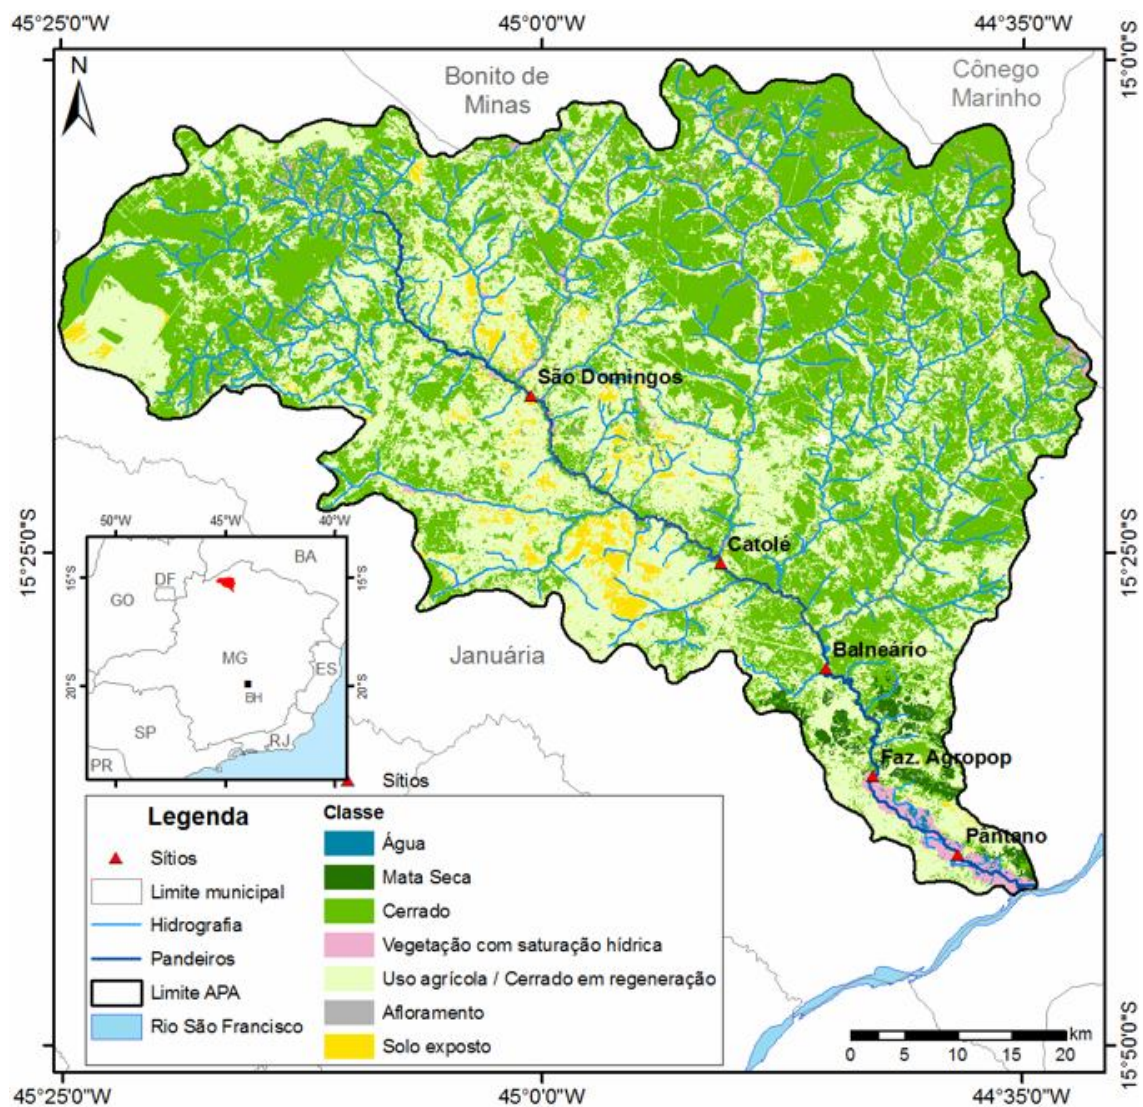 45°25'0"W
45°0'0"W
44°35'0"W
15°0'0"S
N
Bonito de
Minas
Cônego
Marinho
São Domingos
15°25'0"S
15°25'0"S
Catolé
50°W
45°W
40°W
BA
15°S
15°S
DF
GO
MG
ES
20°S
20°S
BH
SP
RJ
PR
Januária
Balneário
Faz. Agropop
Sítios
Pântano
Legenda
Sítios
Limite municipal
Hidrografia
Pandeiros
Limite APA
Rio São Francisco
Classe
Água
Mata Seca
Cerrado
Vegetação com saturação hídrica
Uso agrícola / Cerrado em regeneração
Afloramento
Solo exposto
km
0 5 10 15 20
15°50'0"S
45°25'0"W
45°0'0"W
44°35'0"W